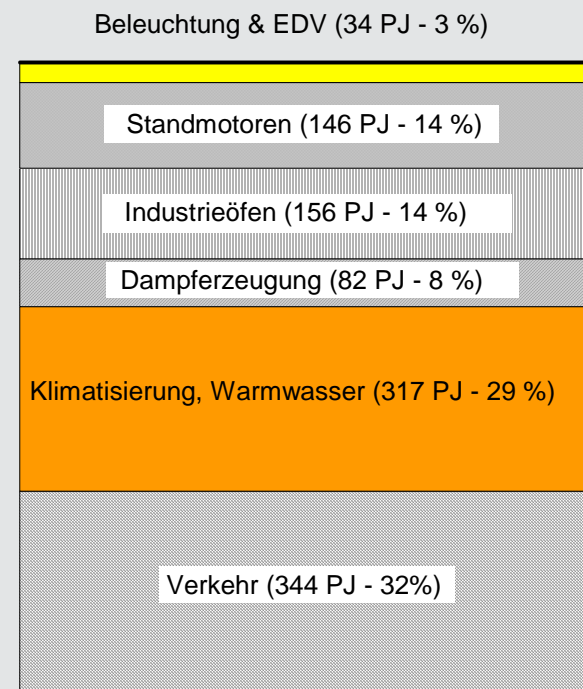 Beleuchtung & EDV (34 PJ - 3 %)
Standmotoren (146 PJ - 14 %)
Industrieöfen (156 PJ - 14 %)
Dampferzeugung (82 PJ - 8 %)
Klimatisierung, Warmwasser (317 PJ - 29 %)
Verkehr (344 PJ - 32%)